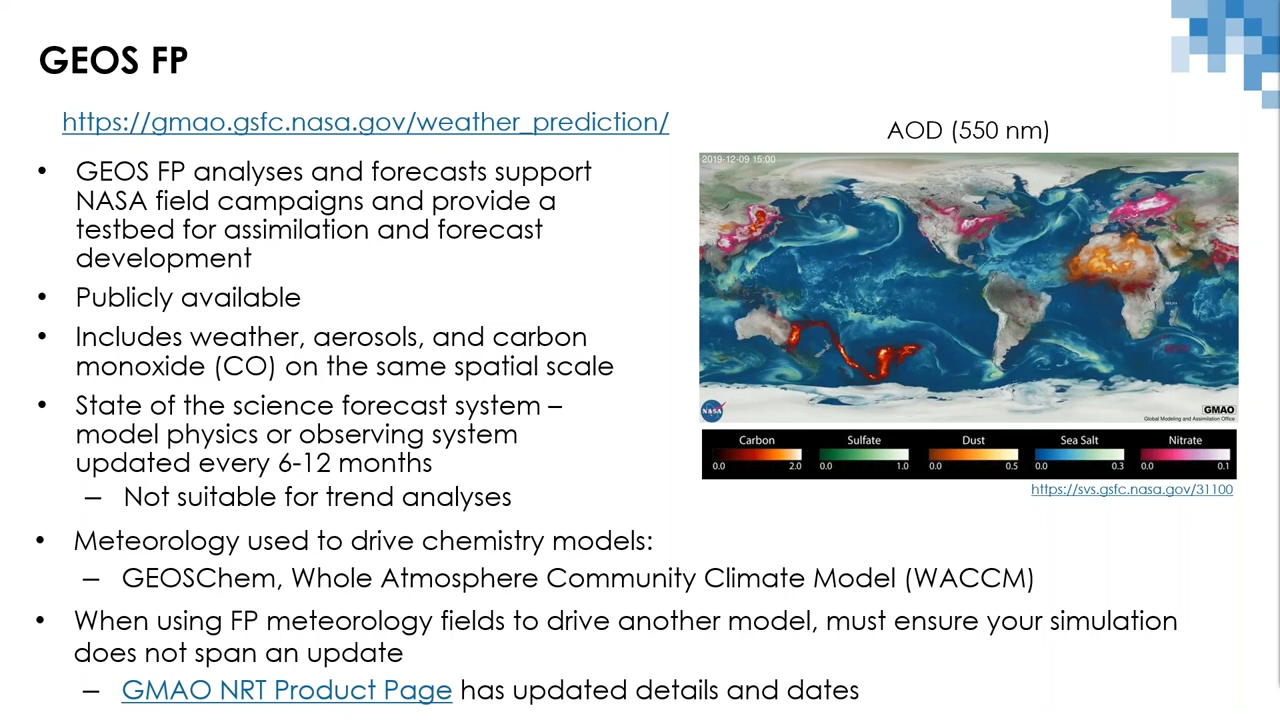 GEOS FP
https://gmao.gsfc.nasa.gov/weather_prediction/
• GEOS FP analyses and forecasts support
NASA field campaigns and provide a
testbed for assimilation and forecast
development
• Publicly available
• Includes weather, aerosols, and carbon
monoxide (CO) on the same spatial scale
• State of the science forecast system –
model physics or observing system
updated every 6-12 months
– Not suitable for trend analyses
• Meteorology used to drive chemistry models:
– GEOSChem, Whole Atmosphere Community Climate Model (WACCM)
• When using FP meteorology fields to drive another model, must ensure your simulation
does not span an update
– GMAO NRT Product Page has updated details and dates
AOD (550 nm)
2019-12-09 15:00
NASA
GMAO
Global Modeling and Assimilation Office
Carbon Sulfate Dust Sea Salt Nitrate
0.0 2.0 0.0 1.0 0.0 0.5 0.0 0.3 0.0 0.1
https://svs.gsfc.nasa.gov/31100